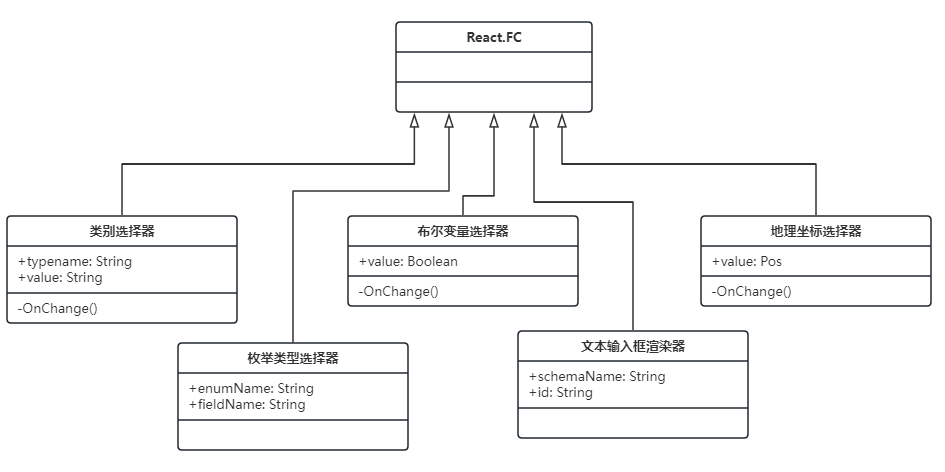 React.FC
类别选择器
+typename: String
+value: String
-OnChange()
布尔变量选择器
+value: Boolean
-OnChange()
地理坐标选择器
+value: Pos
-OnChange()
枚举类型选择器
+enumName: String
+fieldName: String
文本输入框渲染器
+schemaName: String
+id: String